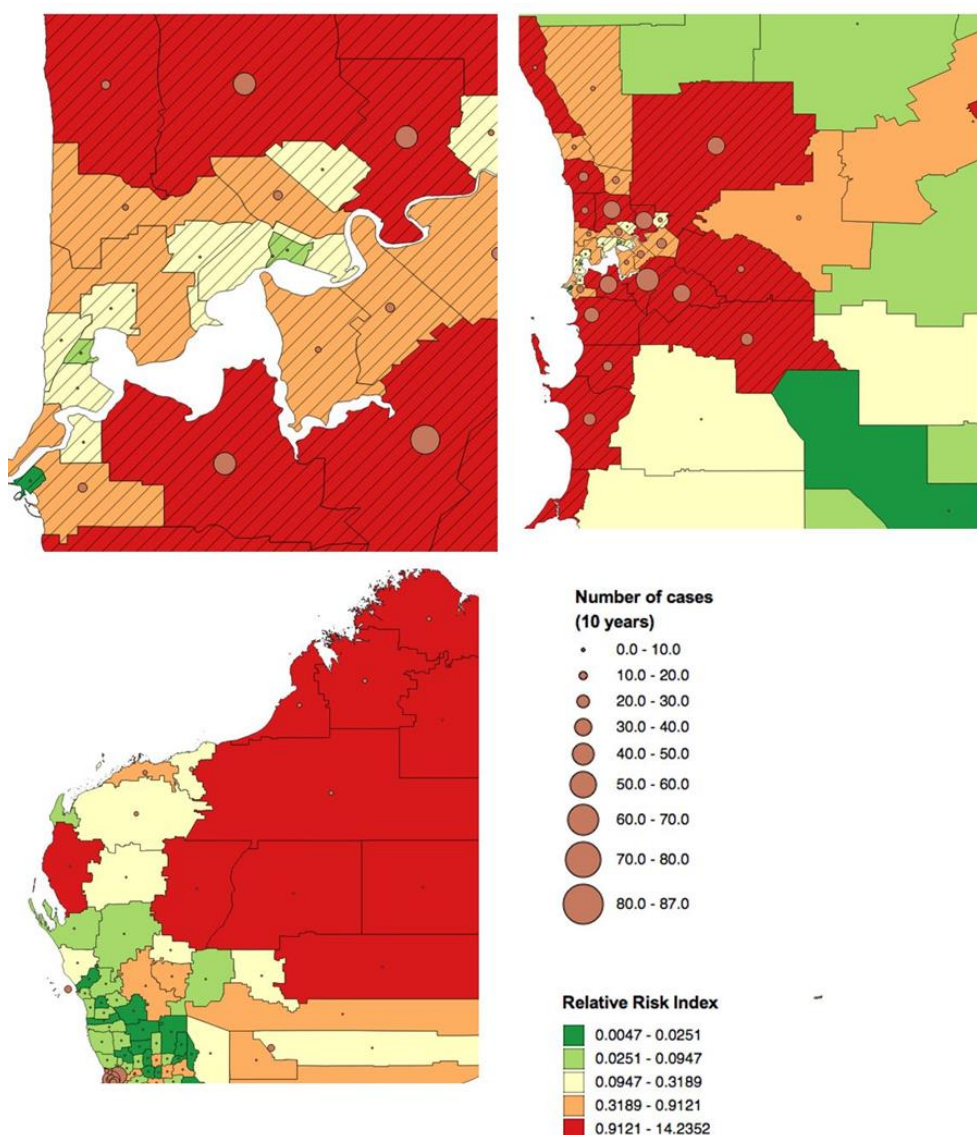 Number of cases
(10 years)
0.0 - 10.0
10.0 - 20.0
20.0 - 30.0
30.0 - 40.0
40.0 - 50.0
50.0 - 60.0
60.0 - 70.0
70.0 - 80.0
80.0 - 87.0
Relative Risk Index
0.0047 - 0.0251
0.0251 - 0.0947
0.0947 - 0.3189
0.3189 - 0.9121
0.9121 - 14.2352